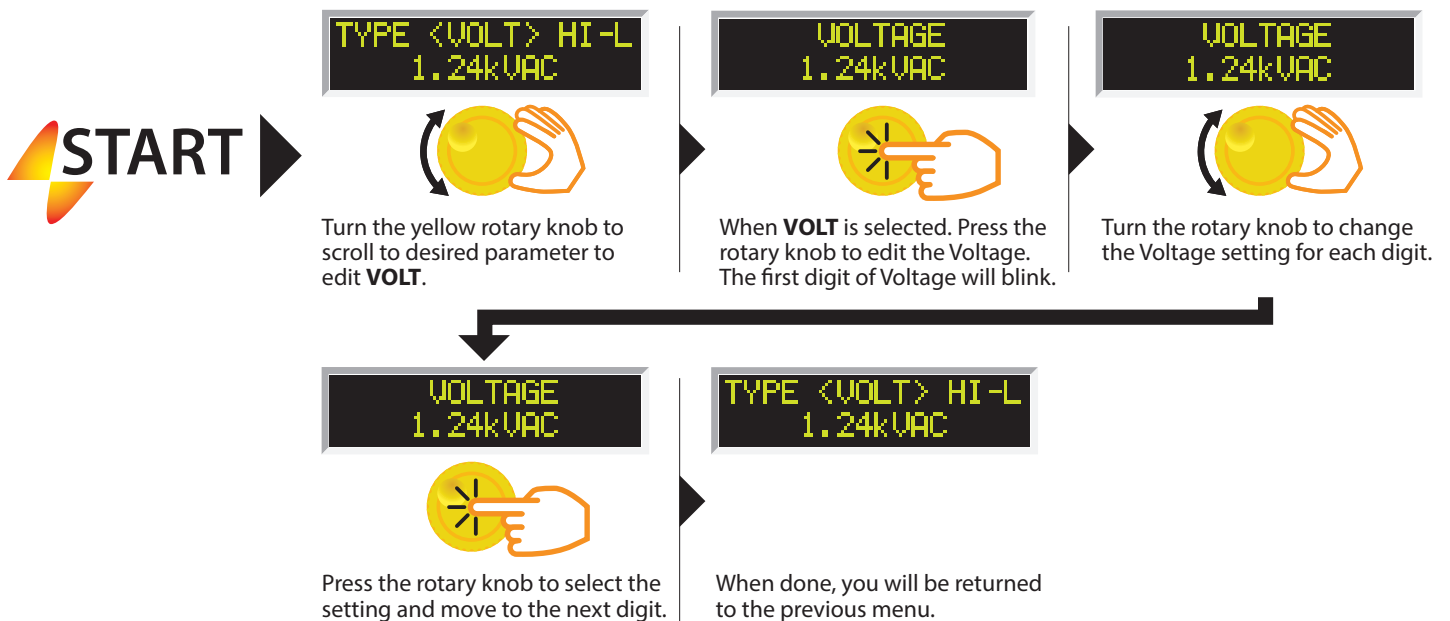 START
TYPE <VOLT> HI-L
1.24kVAC
Turn the yellow rotary knob to
scroll to desired parameter to
edit VOLT.
VOLTAGE
1.24kVAC
When VOLT is selected. Press the
rotary knob to edit the Voltage.
The first digit of Voltage will blink.
VOLTAGE
1.24kVAC
Turn the rotary knob to change
the Voltage setting for each digit.
VOLTAGE
1.24kVAC
Press the rotary knob to select the
setting and move to the next digit.
TYPE <VOLT> HI-L
1.24kVAC
When done, you will be returned
to the previous menu.